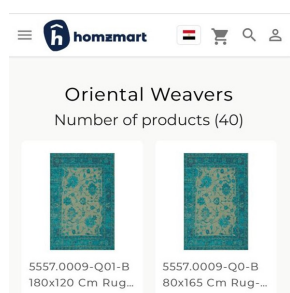 homzmart
Oriental Weavers
Number of products (40)
5557.0009-Q01-B
180x120 Cm Rug...
5557.0009-Q0-B
80x165 Cm Rug-...